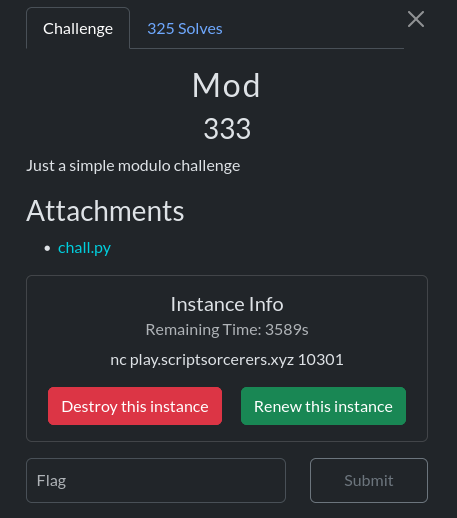 Challenge
325 Solves
Mod
333
Just a simple modulo challenge
Attachments
• chall.py
Instance Info
Remaining Time: 3589s
nc play.scriptsorcerers.xyz 10301
Destroy this instance
Renew this instance
Flag
Submit